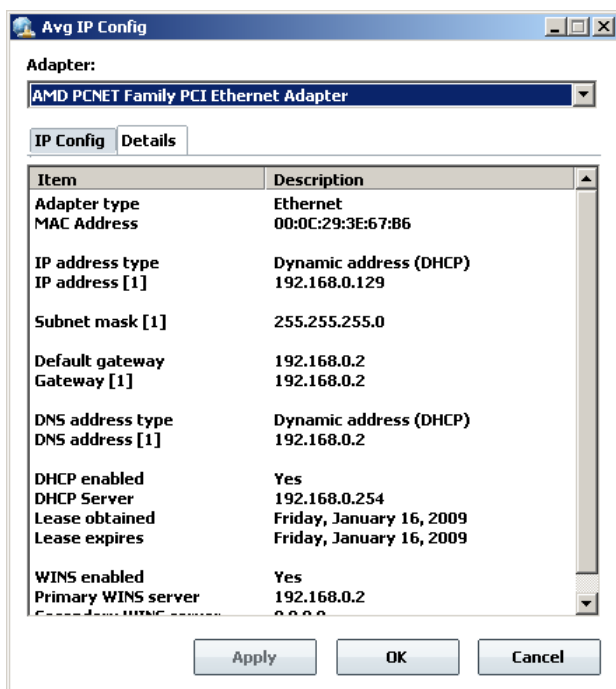 Avg IP Config
Adapter:
AMD PCNET Family PCI Ethernet Adapter
IP Config Details
Item Description
Adapter type Ethernet
MAC Address 00:0C:29:3E:67:B6
IP address type Dynamic address (DHCP)
IP address [1] 192.168.0.129
Subnet mask [1] 255.255.255.0
Default gateway 192.168.0.2
Gateway [1] 192.168.0.2
DNS address type Dynamic address (DHCP)
DNS address [1] 192.168.0.2
DHCP enabled Yes
DHCP Server 192.168.0.254
Lease obtained Friday, January 16, 2009
Lease expires Friday, January 16, 2009
WINS enabled Yes
Primary WINS server 192.168.0.2
Apply OK Cancel